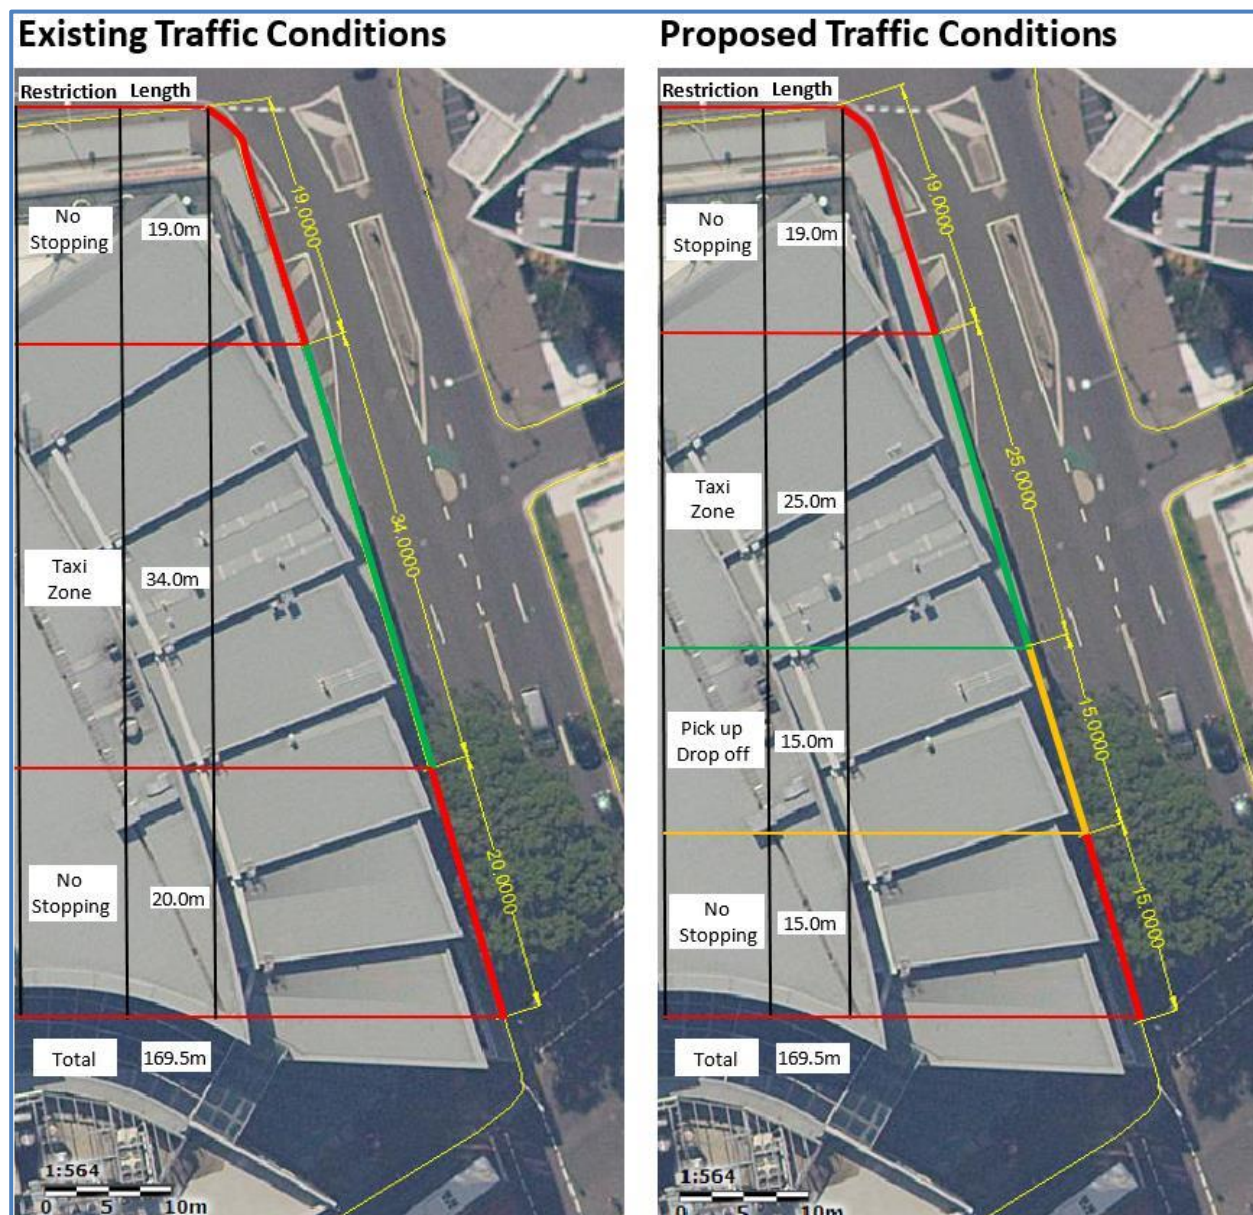 Existing Traffic Conditions
Restriction Length
No
Stopping
19.0m
19.0000
Taxi
Zone
34.0m
34.0000
No
Stopping
20.0m
20.0000
Total
169.5m
1:564
0 5 10m
Proposed Traffic Conditions
Restriction Length
No
Stopping
19.0m
19.0000
Taxi
Zone
25.0m
25.0000
Pick up
Drop off
15.0m
15.0000
No
Stopping
15.0m
15.0000
Total
169.5m
1:564
0 5 10m